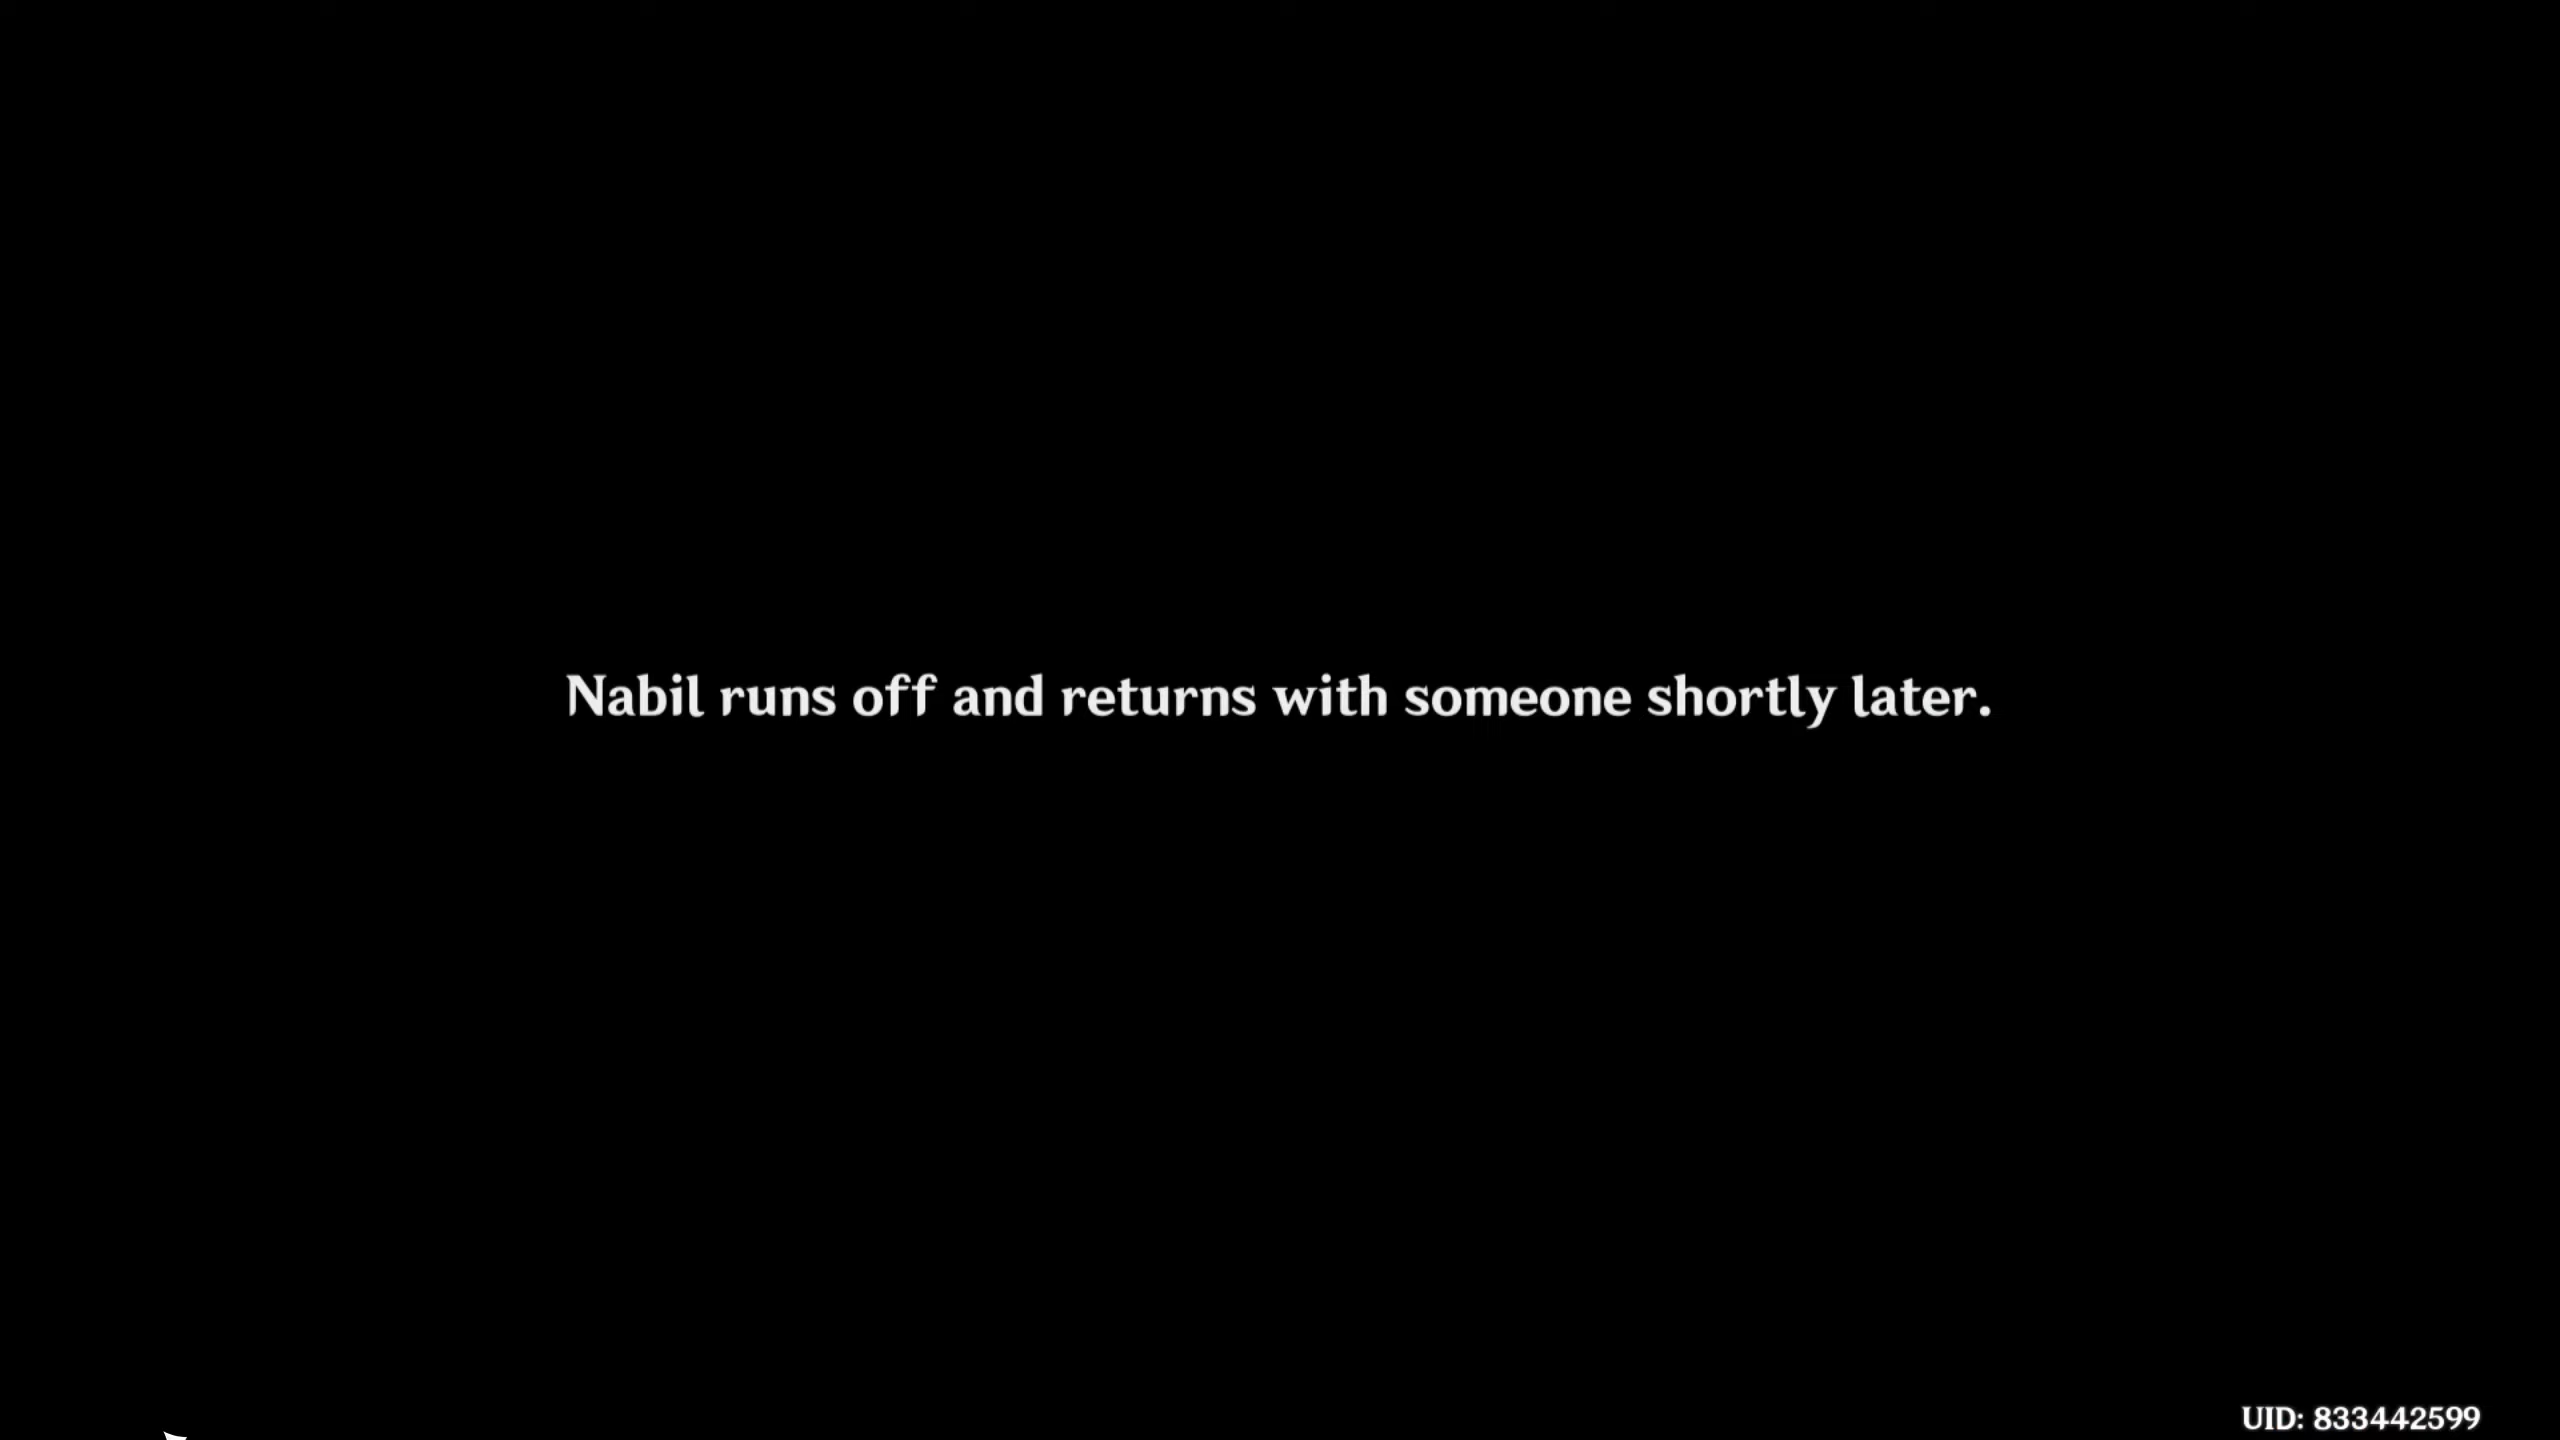 Nabil runs off and returns with someone shortly later.
UID: 833442599